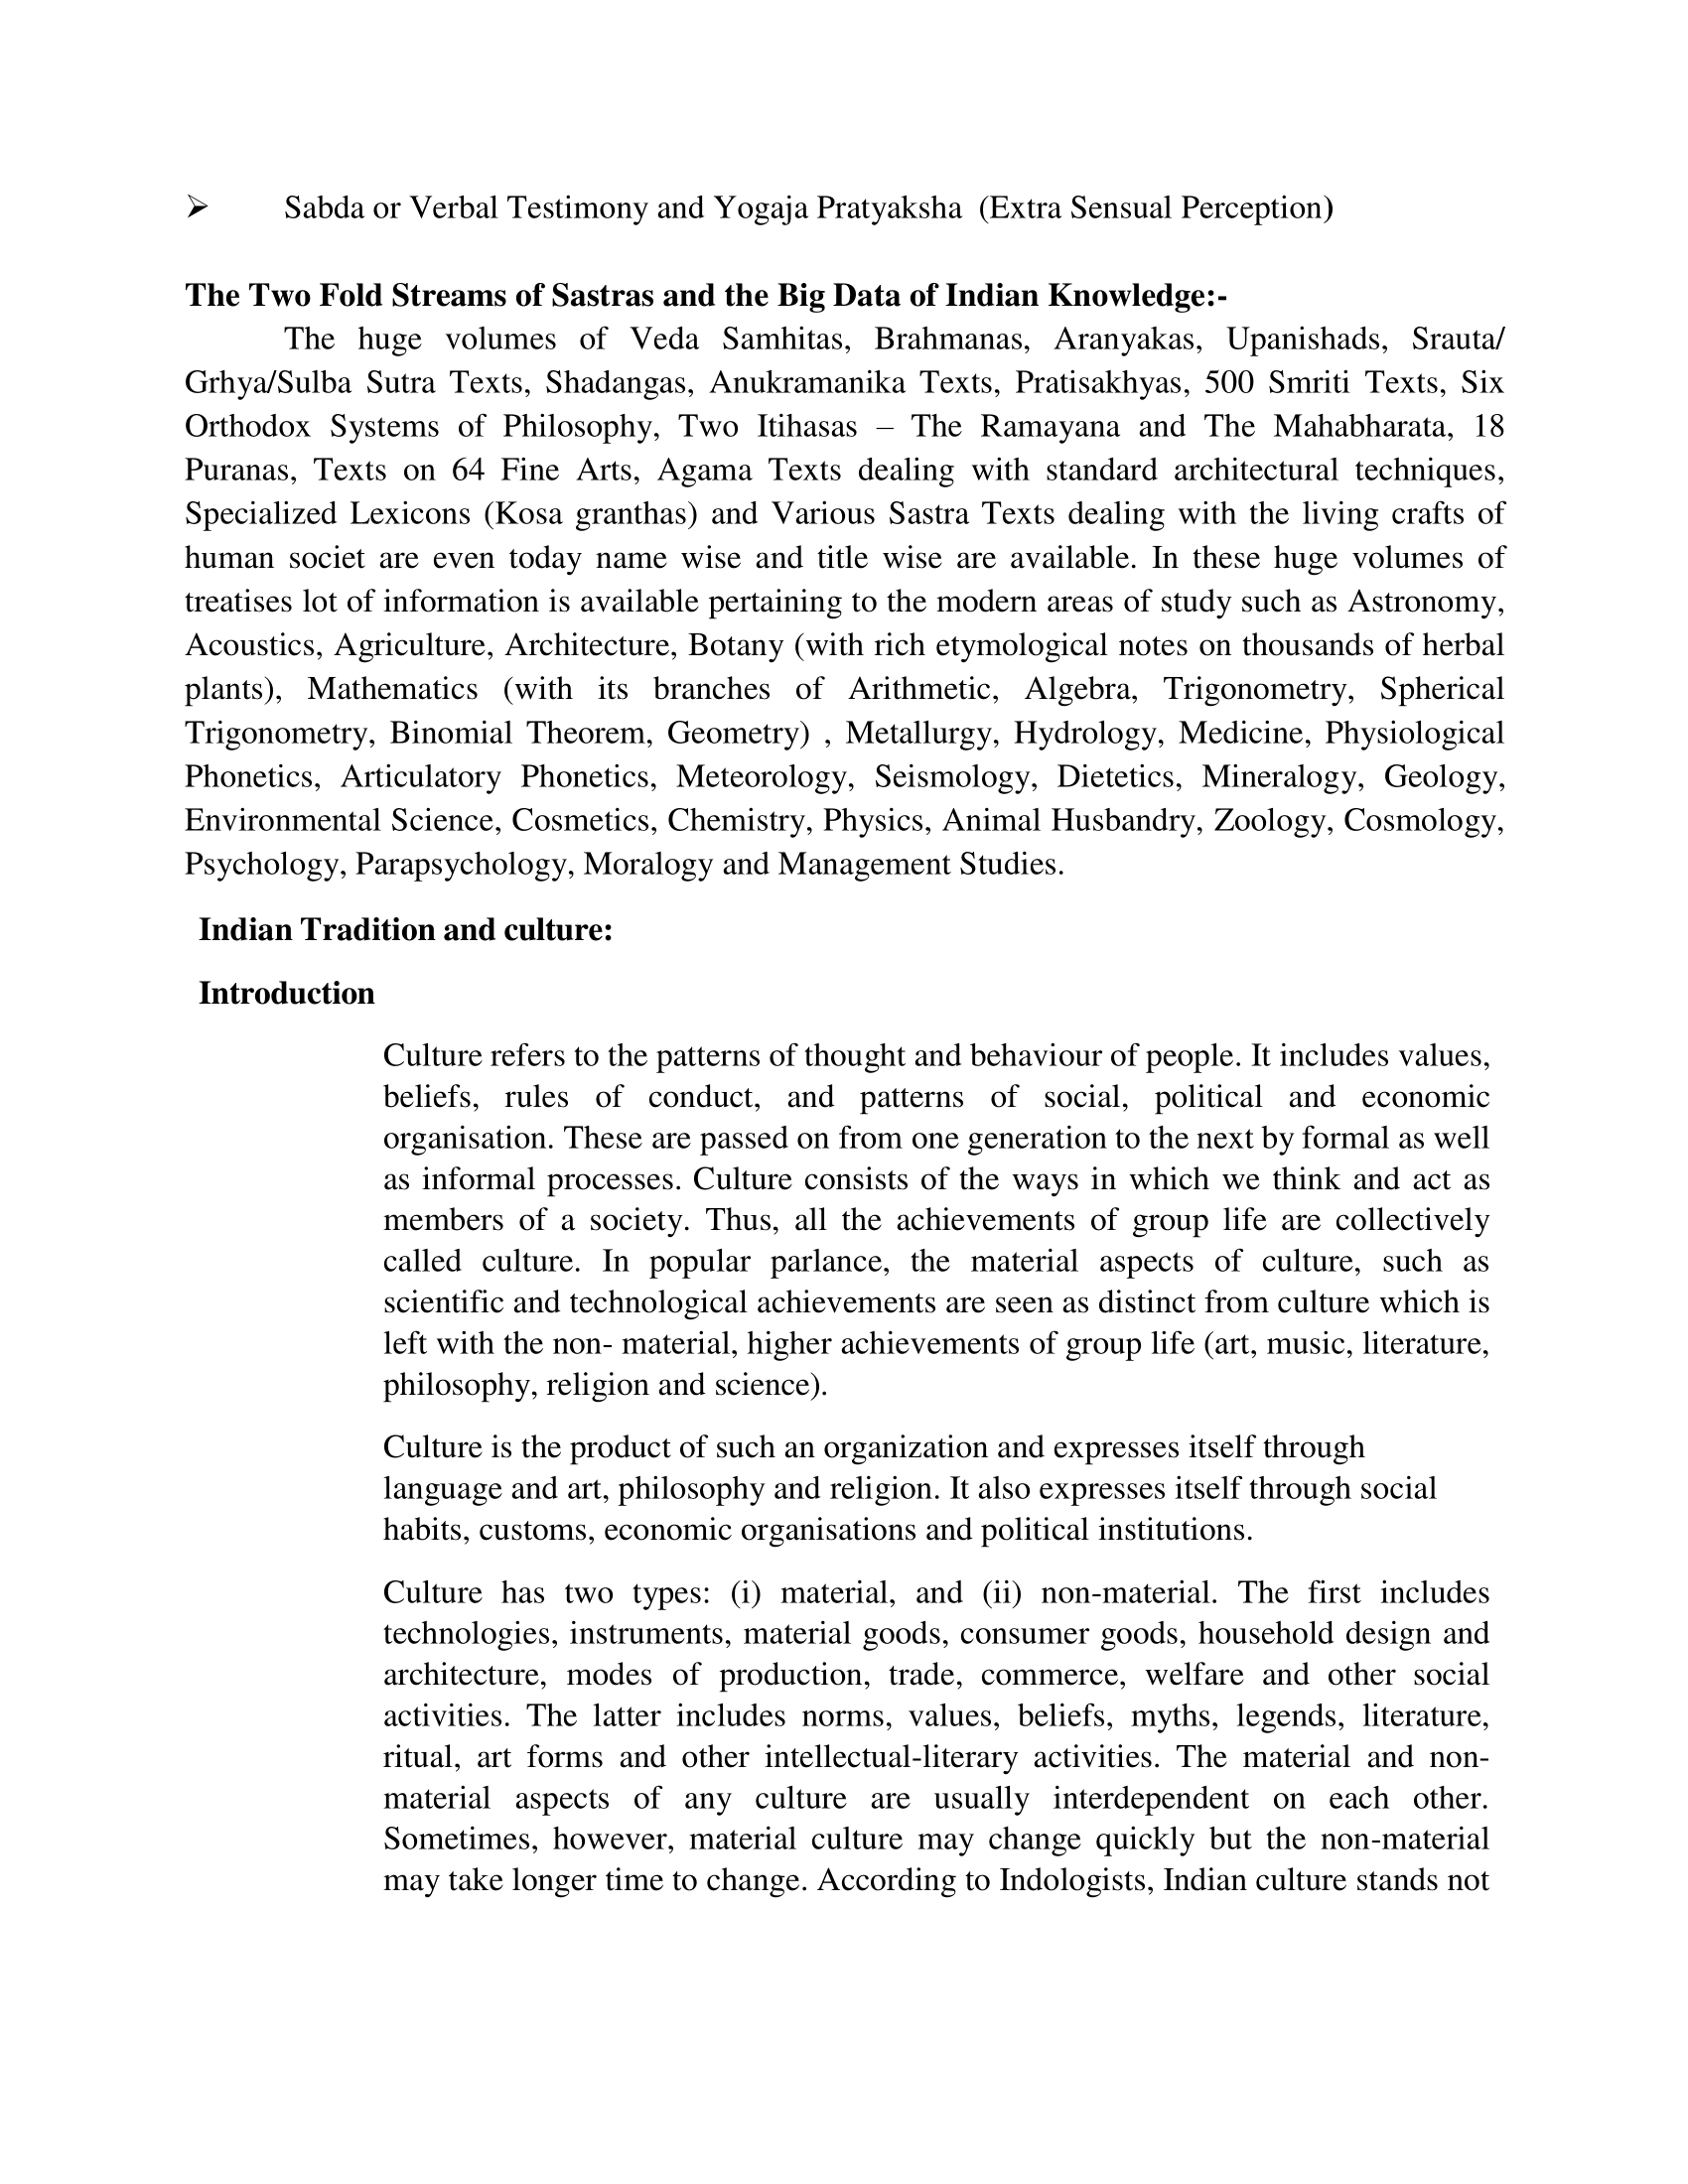 ➢ Sabda or Verbal Testimony and Yogaja Pratyaksha (Extra Sensual Perception)
The Two Fold Streams of Sastras and the Big Data of Indian Knowledge:-
The huge volumes of Veda Samhitas, Brahmanas, Aranyakas, Upanishads, Srauta/
Grhya/Sulba Sutra Texts, Shadangas, Anukramanika Texts, Pratisakhyas, 500 Smriti Texts, Six
Orthodox Systems of Philosophy, Two Itihasas – The Ramayana and The Mahabharata, 18
Puranas, Texts on 64 Fine Arts, Agama Texts dealing with standard architectural techniques,
Specialized Lexicons (Kosa granthas) and Various Sastra Texts dealing with the living crafts of
human societ are even today name wise and title wise are available. In these huge volumes of
treatises lot of information is available pertaining to the modern areas of study such as Astronomy,
Acoustics, Agriculture, Architecture, Botany (with rich etymological notes on thousands of herbal
plants), Mathematics (with its branches of Arithmetic, Algebra, Trigonometry, Spherical
Trigonometry, Binomial Theorem, Geometry) , Metallurgy, Hydrology, Medicine, Physiological
Phonetics, Articulatory Phonetics, Meteorology, Seismology, Dietetics, Mineralogy, Geology,
Environmental Science, Cosmetics, Chemistry, Physics, Animal Husbandry, Zoology, Cosmology,
Psychology, Parapsychology, Moralogy and Management Studies.
Indian Tradition and culture:
Introduction
Culture refers to the patterns of thought and behaviour of people. It includes values,
beliefs, rules of conduct, and patterns of social, political and economic
organisation. These are passed on from one generation to the next by formal as well
as informal processes. Culture consists of the ways in which we think and act as
members of a society. Thus, all the achievements of group life are collectively
called culture. In popular parlance, the material aspects of culture, such as
scientific and technological achievements are seen as distinct from culture which is
left with the non- material, higher achievements of group life (art, music, literature,
philosophy, religion and science).
Culture is the product of such an organization and expresses itself through
language and art, philosophy and religion. It also expresses itself through social
habits, customs, economic organisations and political institutions.
Culture has two types: (i) material, and (ii) non-material. The first includes
technologies, instruments, material goods, consumer goods, household design and
architecture, modes of production, trade, commerce, welfare and other social
activities. The latter includes norms, values, beliefs, myths, legends, literature,
ritual, art forms and other intellectual-literary activities. The material and non-
material aspects of any culture are usually interdependent on each other.
Sometimes, however, material culture may change quickly but the non-material
may take longer time to change. According to Indologists, Indian culture stands not